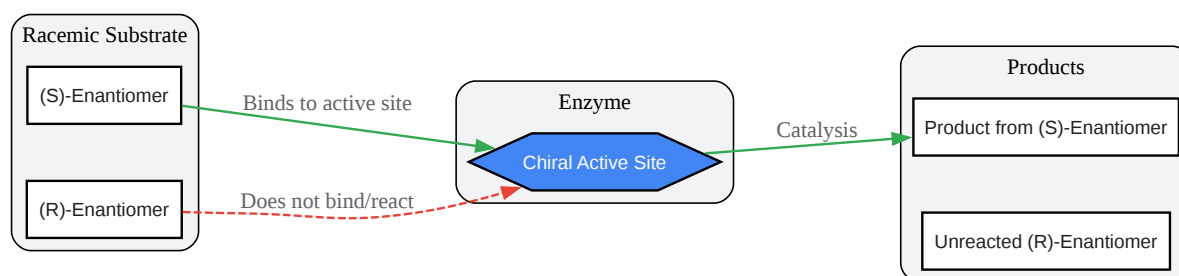 Racemic Substrate
(S)-Enantiomer
(R)-Enantiomer
Binds to active site
Does not bind/react
Enzyme
Chiral Active Site
Catalysis
Products
Product from (S)-Enantiomer
Unreacted (R)-Enantiomer